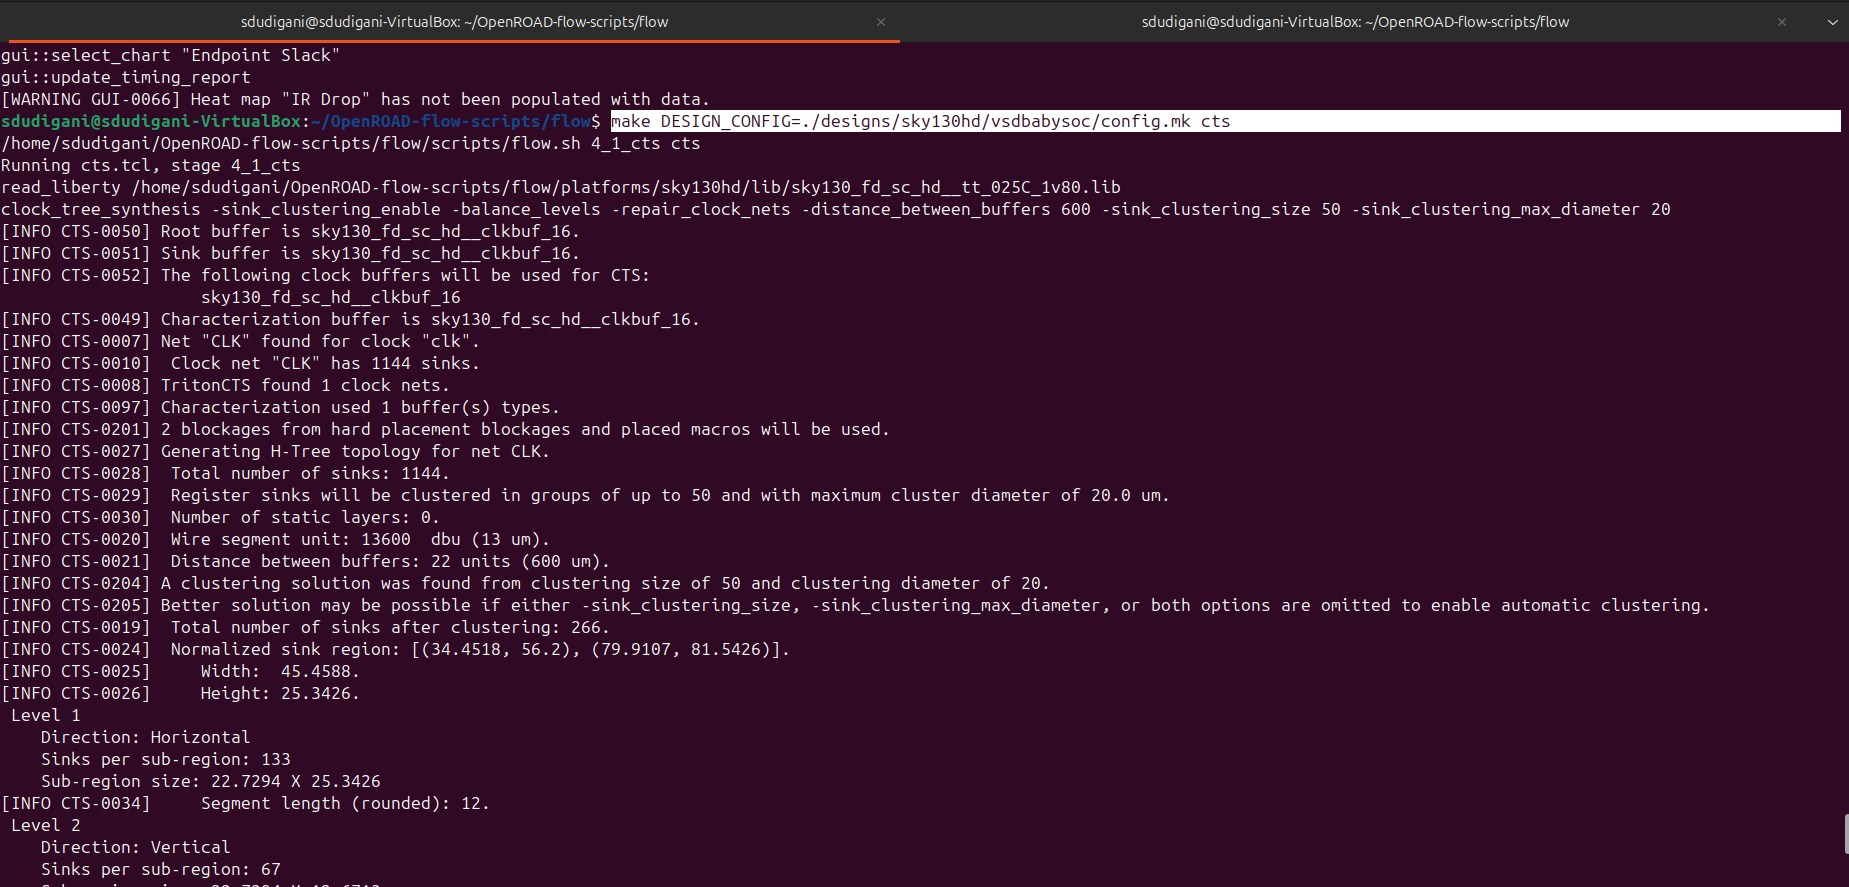 sdudigani@sdudigani-VirtualBox: ~/OpenROAD-flow-scripts/flow
sdudigani@sdudigani-VirtualBox: ~/OpenROAD-flow-scripts/flow
gui::select_chart "Endpoint Slack"
gui::update_timing_report
[WARNING GUI-0066] Heat map "IR Drop" has not been populated with data.
sdudigani@sdudigani-VirtualBox:~/OpenROAD-flow-scripts/flow$ make DESIGN_CONFIG=./designs/sky130hd/vsdbabysoc/config.mk cts
/home/sdudigani/OpenROAD-flow-scripts/flow/scripts/flow.sh 4_1_cts cts
Running cts.tcl, stage 4_1_cts
read_liberty /home/sdudigani/OpenROAD-flow-scripts/flow/platforms/sky130hd/lib/sky130_fd_sc_hd__tt_025C_1v80.lib
clock_tree_synthesis -sink_clustering_enable -balance_levels -repair_clock_nets -distance_between_buffers 600 -sink_clustering_size 50 -sink_clustering_max_diameter 20
[INFO CTS-0050] Root buffer is sky130_fd_sc_hd__clkbuf_16.
[INFO CTS-0051] Sink buffer is sky130_fd_sc_hd__clkbuf_16.
[INFO CTS-0052] The following clock buffers will be used for CTS:
sky130_fd_sc_hd__clkbuf_16
[INFO CTS-0049] Characterization buffer is sky130_fd_sc_hd__clkbuf_16.
[INFO CTS-0007] Net "CLK" found for clock "clk".
[INFO CTS-0010]  Clock net "CLK" has 1144 sinks.
[INFO CTS-0008] TritonCTS found 1 clock nets.
[INFO CTS-0097] Characterization used 1 buffer(s) types.
[INFO CTS-0201] 2 blockages from hard placement blockages and placed macros will be used.
[INFO CTS-0027] Generating H-Tree topology for net CLK.
[INFO CTS-0028]  Total number of sinks: 1144.
[INFO CTS-0029]  Register sinks will be clustered in groups of up to 50 and with maximum cluster diameter of 20.0 um.
[INFO CTS-0030]  Number of static layers: 0.
[INFO CTS-0020]  Wire segment unit: 13600  dbu (13 um).
[INFO CTS-0021]  Distance between buffers: 22 units (600 um).
[INFO CTS-0204] A clustering solution was found from clustering size of 50 and clustering diameter of 20.
[INFO CTS-0205] Better solution may be possible if either -sink_clustering_size, -sink_clustering_max_diameter, or both options are omitted to enable automatic clustering.
[INFO CTS-0019]  Total number of sinks after clustering: 266.
[INFO CTS-0024]  Normalized sink region: [(34.4518, 56.2), (79.9107, 81.5426)].
[INFO CTS-0025]     Width:  45.4588.
[INFO CTS-0026]     Height: 25.3426.
Level 1
Direction: Horizontal
Sinks per sub-region: 133
Sub-region size: 22.7294 X 25.3426
[INFO CTS-0034]     Segment length (rounded): 12.
Level 2
Direction: Vertical
Sinks per sub-region: 67